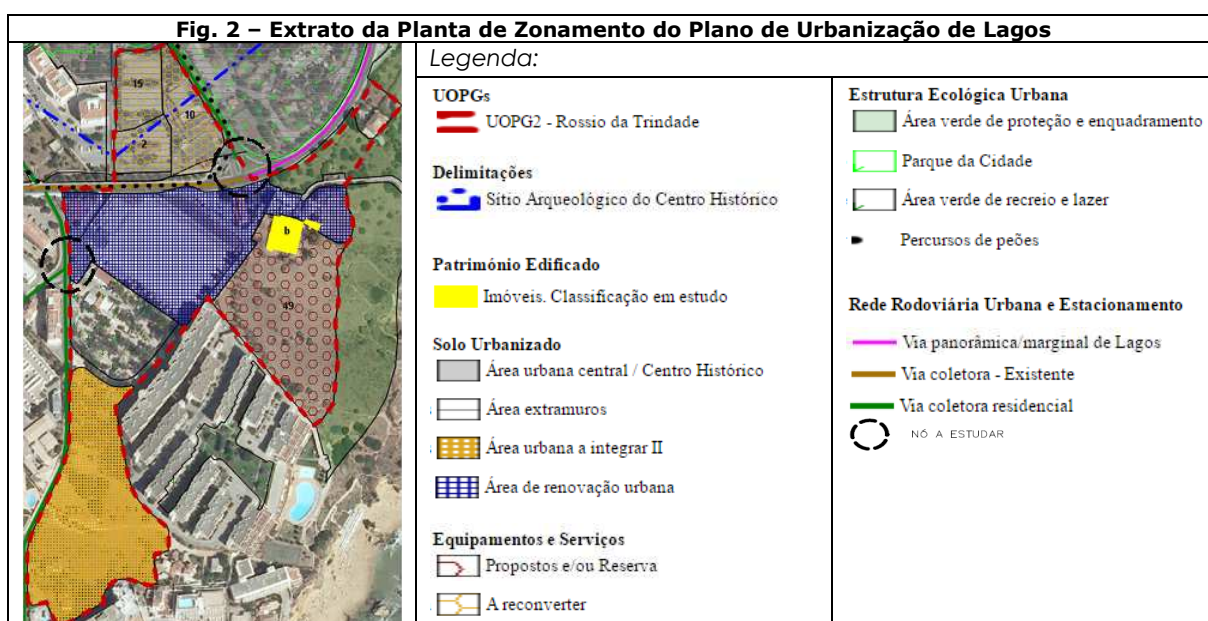 Fig. 2 – Extrato da Planta de Zonamento do Plano de Urbanização de Lagos
15
10
2
b
49
Legenda:
UOPGs
UOPG2 - Rossio da Trindade
Delimitações
Sítio Arqueológico do Centro Histórico
Património Edificado
Imóveis. Classificação em estudo
Solo Urbanizado
Área urbana central / Centro Histórico
Área extramuros
Área urbana a integrar II
Área de renovação urbana
Equipamentos e Serviços
Propostos e/ou Reserva
A reconverter
Estrutura Ecológica Urbana
Área verde de proteção e enquadramento
Parque da Cidade
Área verde de recreio e lazer
Percursos de peões
Rede Rodoviária Urbana e Estacionamento
Via panorâmica/marginal de Lagos
Via coletora - Existente
Via coletora residencial
NÓ A ESTUDAR